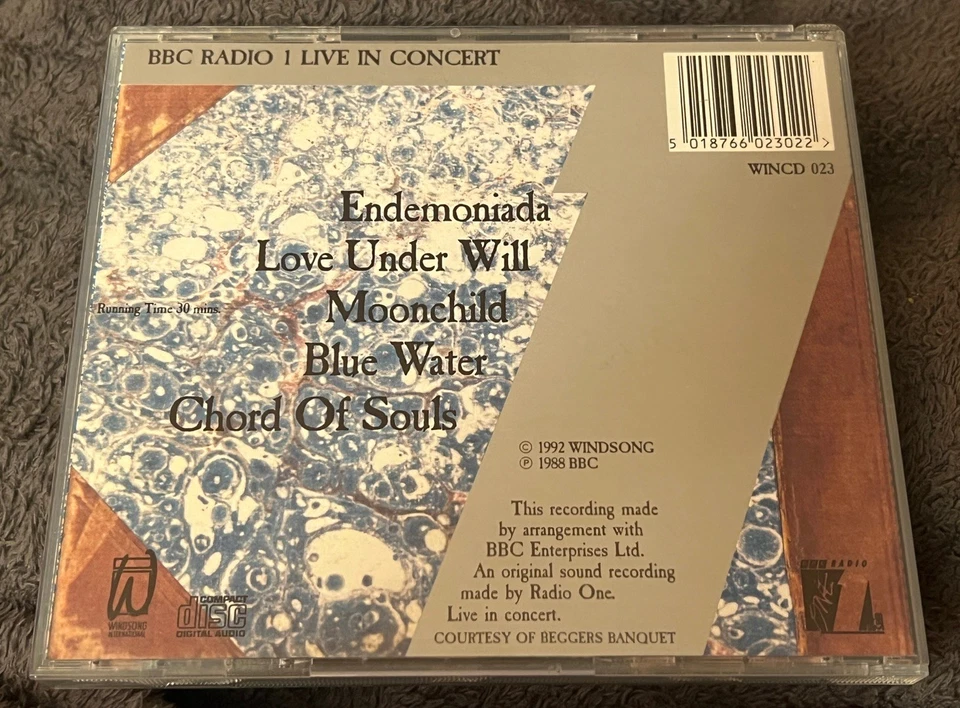 BBC RADIO 1 LIVE IN CONCERT
5 018766 023022 >
WINCD 023
Endemoniada
Love Under Will
Running Time 30 mins.
Moonchild
Blue Water
Chord Of Souls
© 1992 WINDSONG
℗ 1988 BBC
This recording made
by arrangement with
BBC Enterprises Ltd.
An original sound recording
made by Radio One.
Live in concert.
COURTESY OF BEGGERS BANQUET
WINDSONG
INTERNATIONAL
COMPACT
disc
DIGITAL AUDIO
BBC RADIO